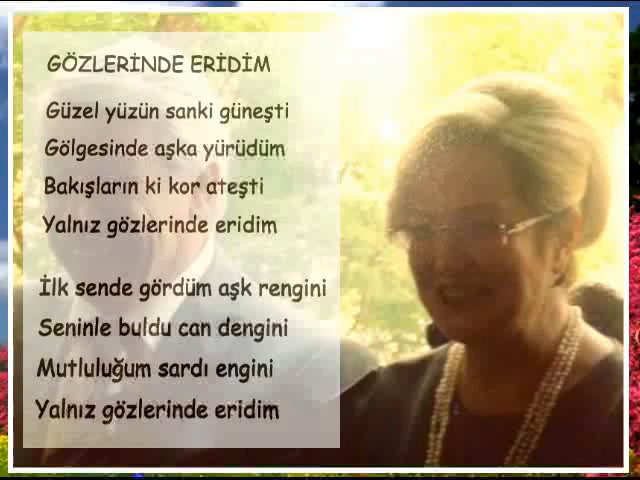 GÖZLERİNDE ERİDİM
Güzel yüzün sanki güneşti
Gölgesinde aşka yürüdüm
Bakışların ki kor ateşti
Yalnız gözlerinde eridim
İlk sende gördüm aşk rengini
Seninle buldu can dengini
Mutluluğum sardı engini
Yalnız gözlerinde eridim